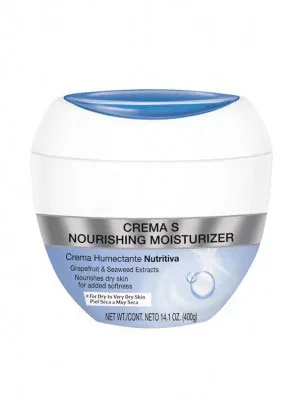 CREMA S
NOURISHING MOISTURIZER
Crema Humectante Nutritiva
Grapefruit & Seaweed Extracts
Nourishes dry skin
for added softness
• For Dry to Very Dry Skin
Piel Seca a Muy Seca
WT./CONT. NETO 14.1 OZ. (400g)